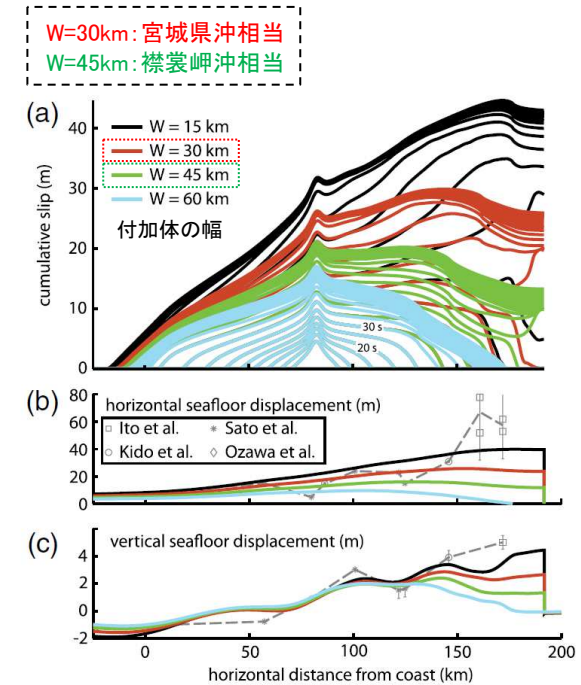 W=30km:宮城県沖相当
W=45km:襟裳岬沖相当
(a)
cumulative slip (m)
40
30
20
10
0
W = 15 km
W = 30 km
W = 45 km
W = 60 km
付加体の幅
30 s
20 s
(b)
80
60
40
20
0
horizontal seafloor displacement (m)
Ito et al.
Sato et al.
Kido et al.
Ozawa et al.
(c)
4
2
0
-2
vertical seafloor displacement (m)
0
50
100
150
200
horizontal distance from coast (km)